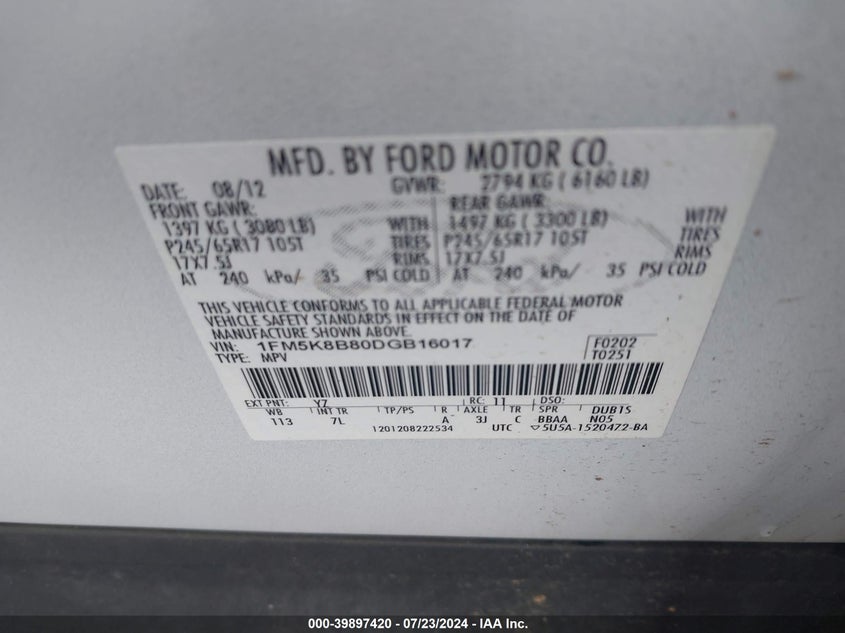 MFD. BY FORD MOTOR CO.
DATE: 08/12 GVWR: 2794 KG ( 6160 LB)
FRONT GAWR: REAR GAWR:
1397 KG ( 3080 LB) WITH 1497 KG ( 3300 LB) WITH
P245/65R17 105T TIRES P245/65R17 105T TIRES
17X7.5J RIMS 17X7.5J RIMS
AT 240 kPa/ 35 PSI COLD AT 240 kPa/ 35 PSI COLD
THIS VEHICLE CONFORMS TO ALL APPLICABLE FEDERAL MOTOR
VEHICLE SAFETY STANDARDS IN EFFECT ON THE DATE OF
MANUFACTURE SHOWN ABOVE.
VIN: 1FM5K8B80DGB16017 F0202
TYPE: MPV T0251
EXT PNT: YZ RC: 11 DSO:
WB INT TR TP/PS R AXLE TR SPR DUB1S
113 7L A 3J C BBAA N05
1201208222534 UTC ▽5U5A-1520472-BA
000-39897420 - 07/23/2024 - IAA Inc.